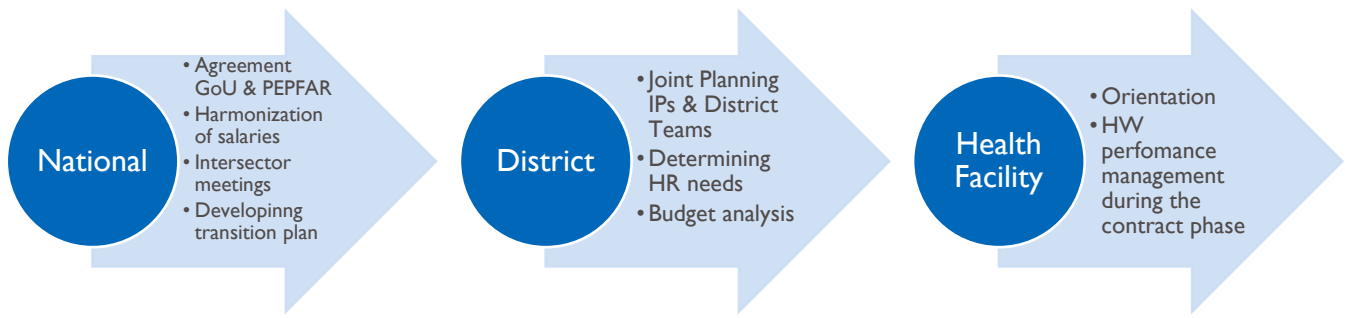 National
• Agreement
GoU & PEPFAR
• Harmonization
of salaries
• Intersector
meetings
• Developinng
transition plan
District
• Joint Planning
IPs & District
Teams
• Determining
HR needs
• Budget analysis
Health
Facility
• Orientation
• HW
perfomance
management
during the
contract phase